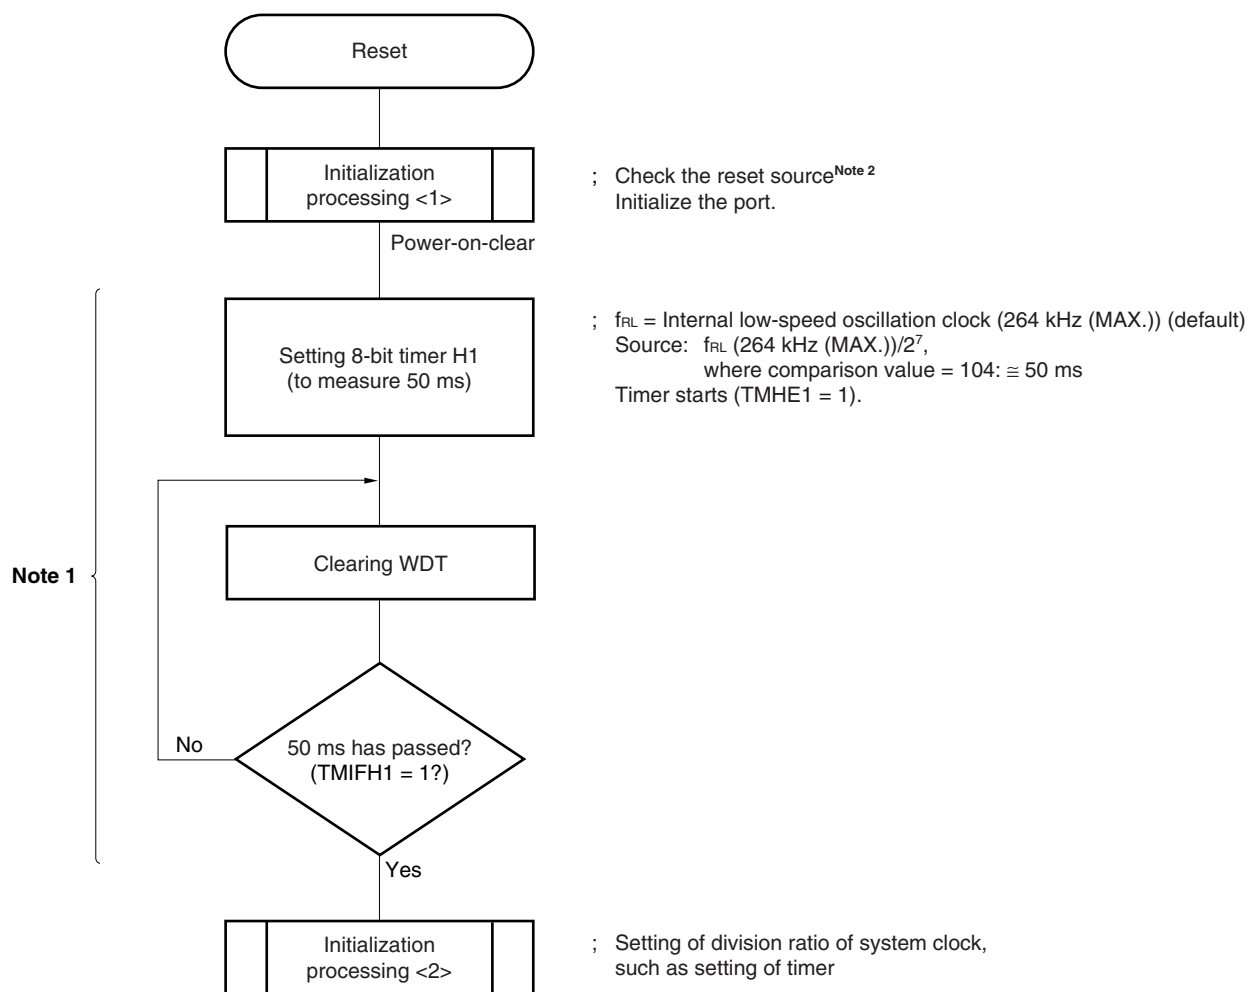 Reset
Initialization
processing <1>
; Check the reset source Note 2
Initialize the port.
Power-on-clear
Setting 8-bit timer H1
(to measure 50 ms)
; fRL = Internal low-speed oscillation clock (264 kHz (MAX.)) (default)
Source: fRL (264 kHz (MAX.))/2⁷,
where comparison value = 104: ≅ 50 ms
Timer starts (TMHE1 = 1).
Note 1
Clearing WDT
No
50 ms has passed?
(TMIFH1 = 1?)
Yes
Initialization
processing <2>
; Setting of division ratio of system clock,
such as setting of timer